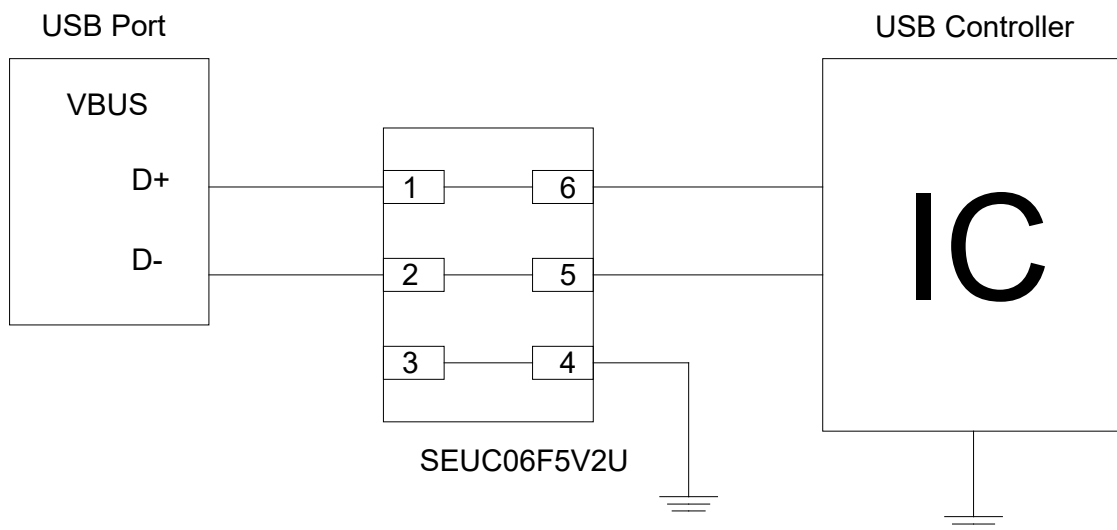 USB Port
USB Controller
VBUS
D+
1
6
D-
2
5
IC
3
4
SEUC06F5V2U